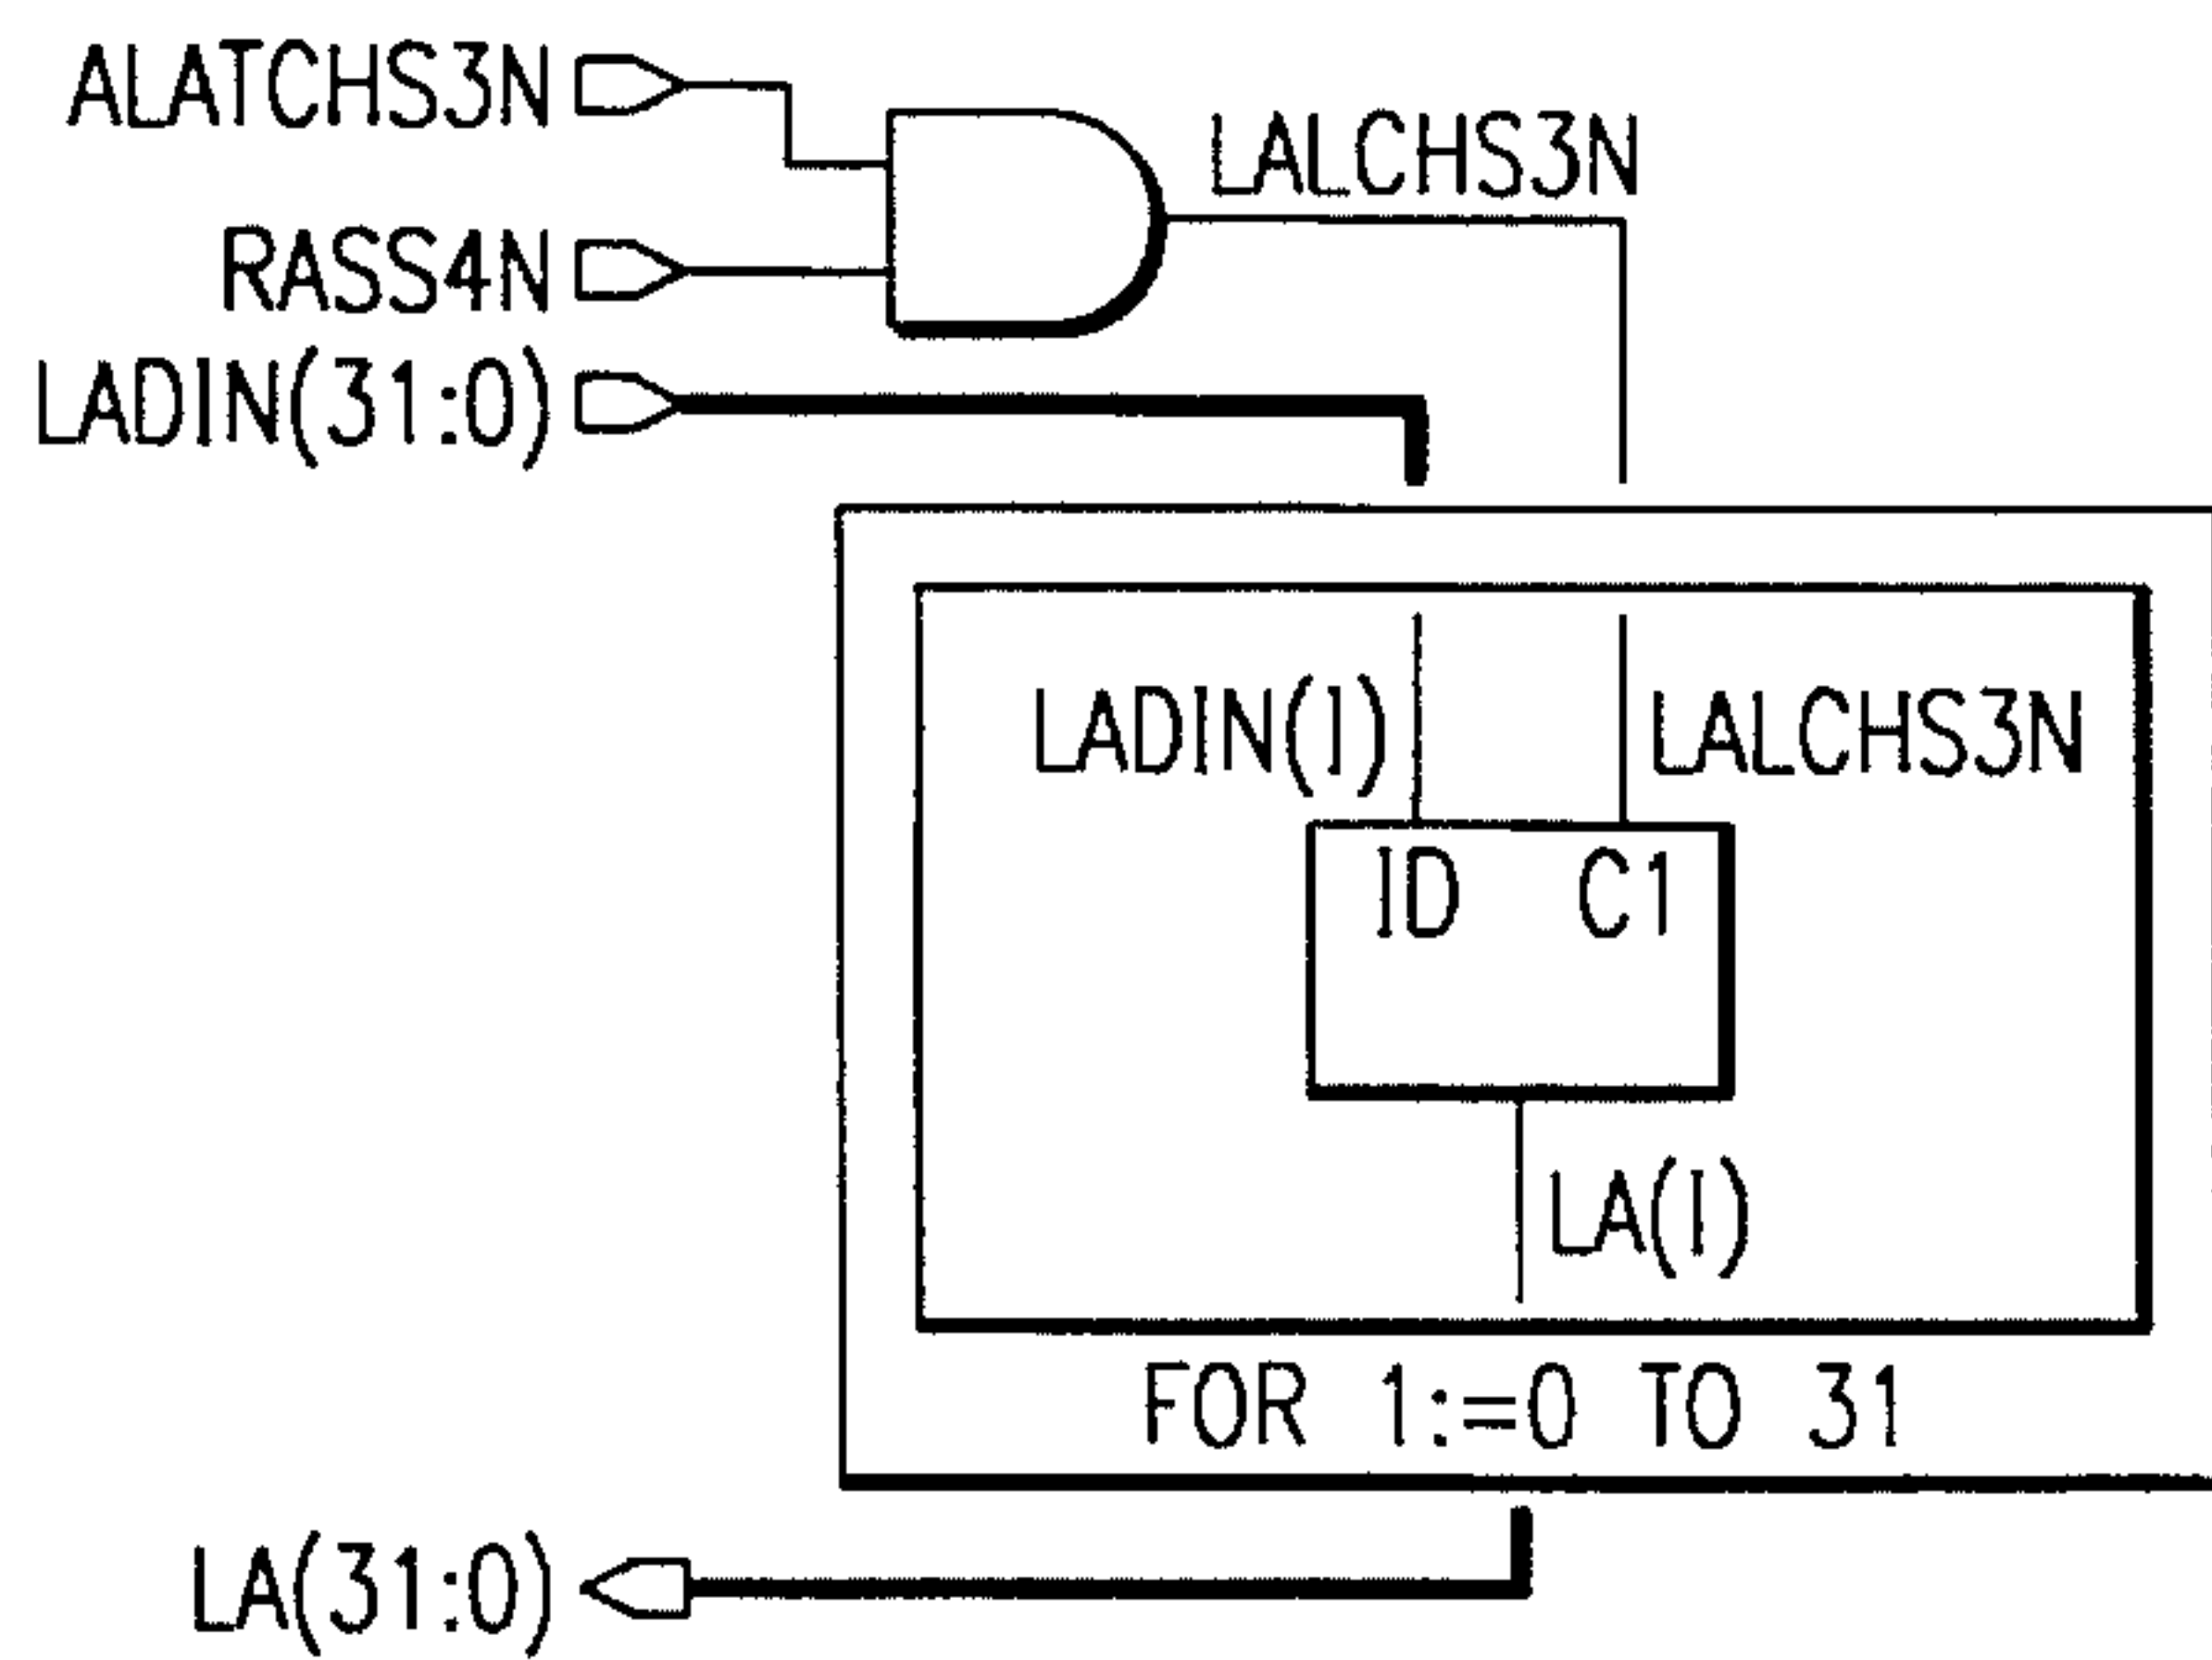 ALATCHS3N
LALCHS3N
RASS4N
LADIN(31:0)
LADIN(I) LALCHS3N
ID C1
LA(I)
FOR 1:=0 TO 31
LA(31:0)